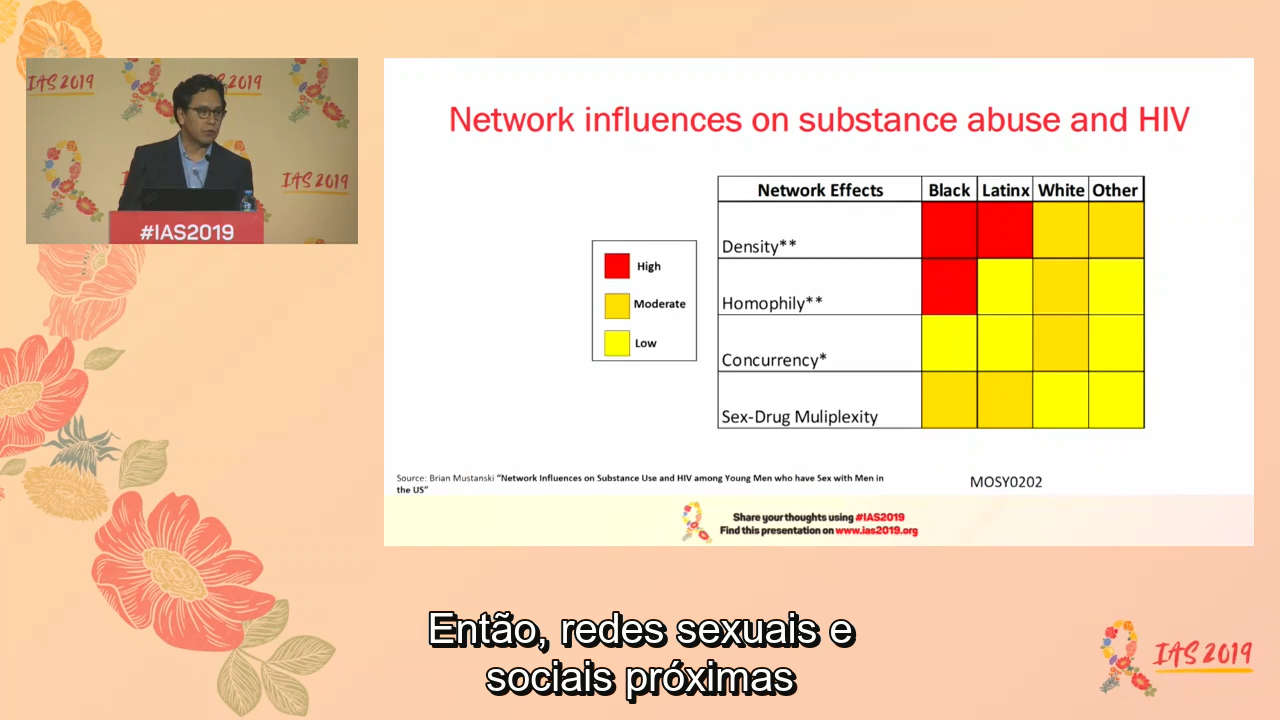 IAS 2019
IAS 2019
#IAS2019
Network influences on substance abuse and HIV
High
Moderate
Low
Network Effects Black Latinx White Other
Density**
Homophily**
Concurrency*
Sex-Drug Muliplexity
Source: Brian Mustanski “Network Influences on Substance Use and HIV among Young Men who have Sex with Men in
the US”
MOSY0202
Share your thoughts using #IAS2019
Find this presentation on www.ias2019.org
Então, redes sexuais e
sociais próximas
IAS 2019